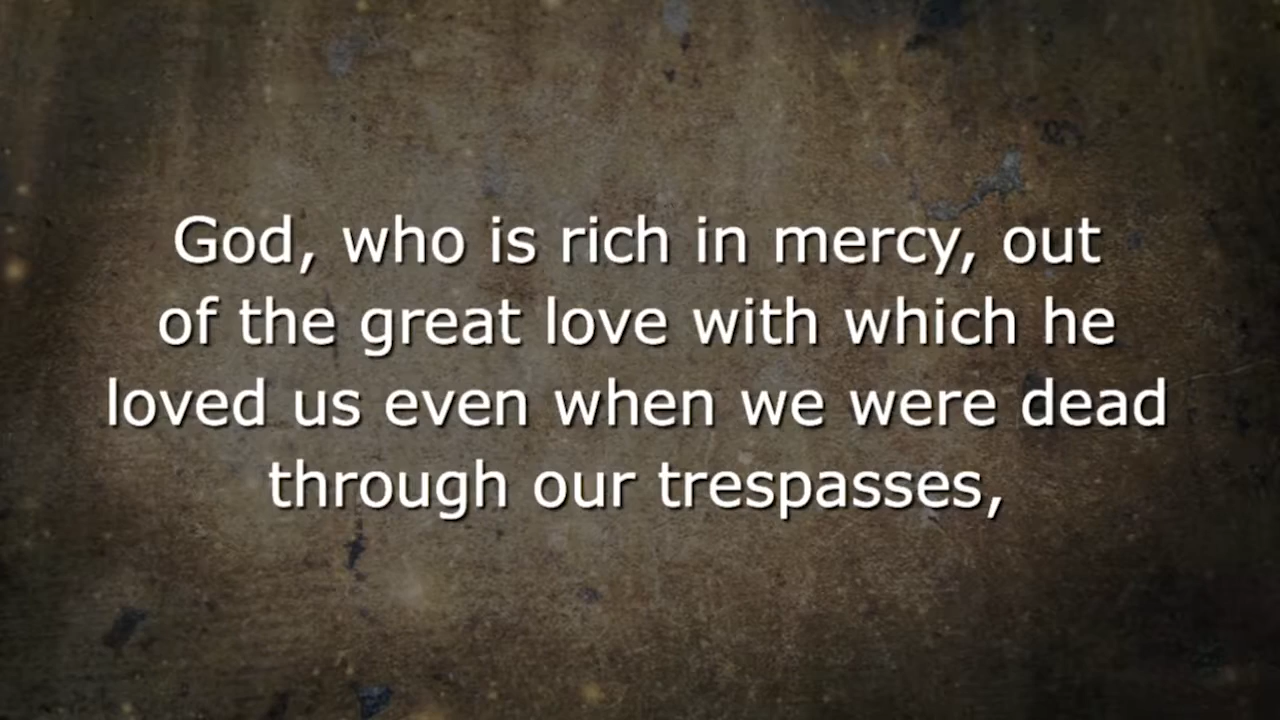 God, who is rich in mercy, out
of the great love with which he
loved us even when we were dead
through our trespasses,